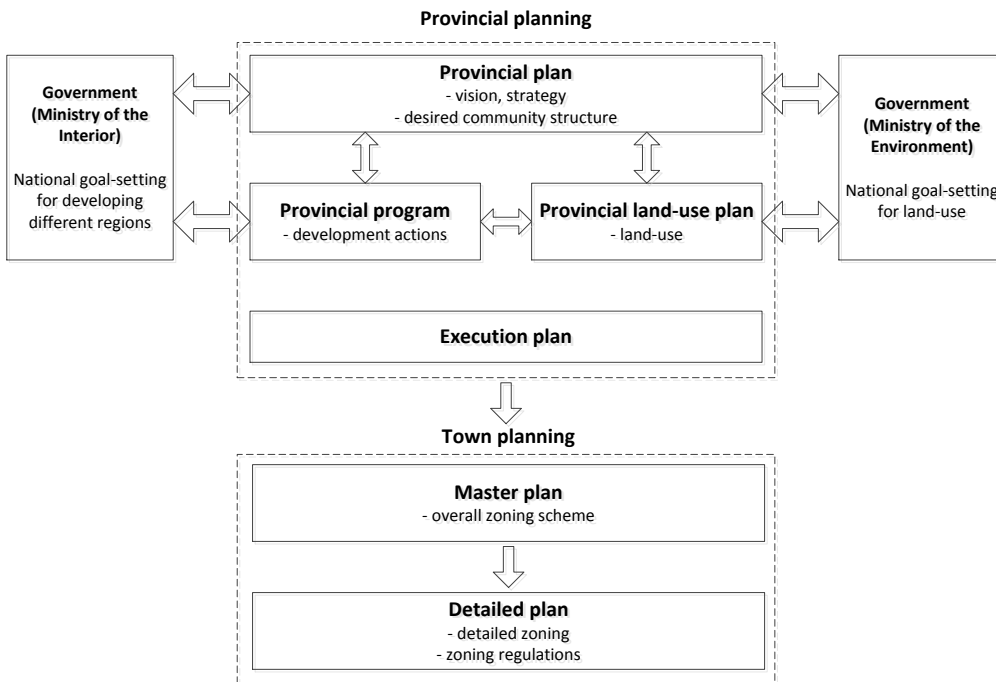 Provincial planning
Government
(Ministry of the
Interior)
National goal-setting
for developing
different regions
Provincial plan
- vision, strategy
- desired community structure
Government
(Ministry of the
Environment)
National goal-setting
for land-use
Provincial program
- development actions
Provincial land-use plan
- land-use
Execution plan
Town planning
Master plan
- overall zoning scheme
Detailed plan
- detailed zoning
- zoning regulations